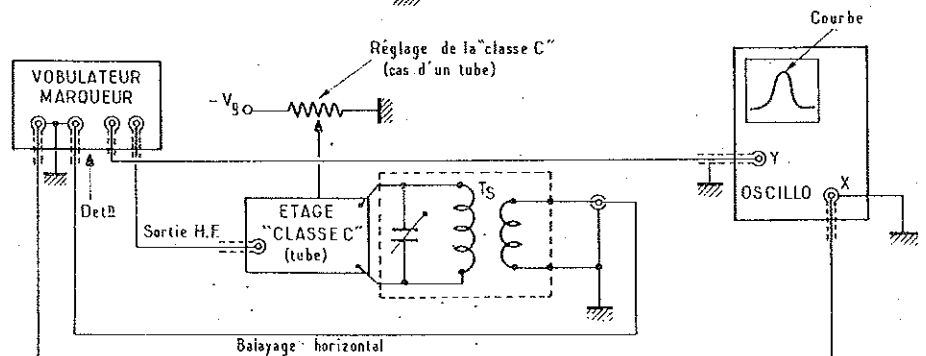 Courbe
Réglage de la "classe C"
(cas d'un tube)
VOBULATEUR
MARQUEUR
- Vg
Y
OSCILLO
X
Detn
TS
ETAGE
"CLASSE C"
(tube)
Sortie H.F.
Balayage horizontal